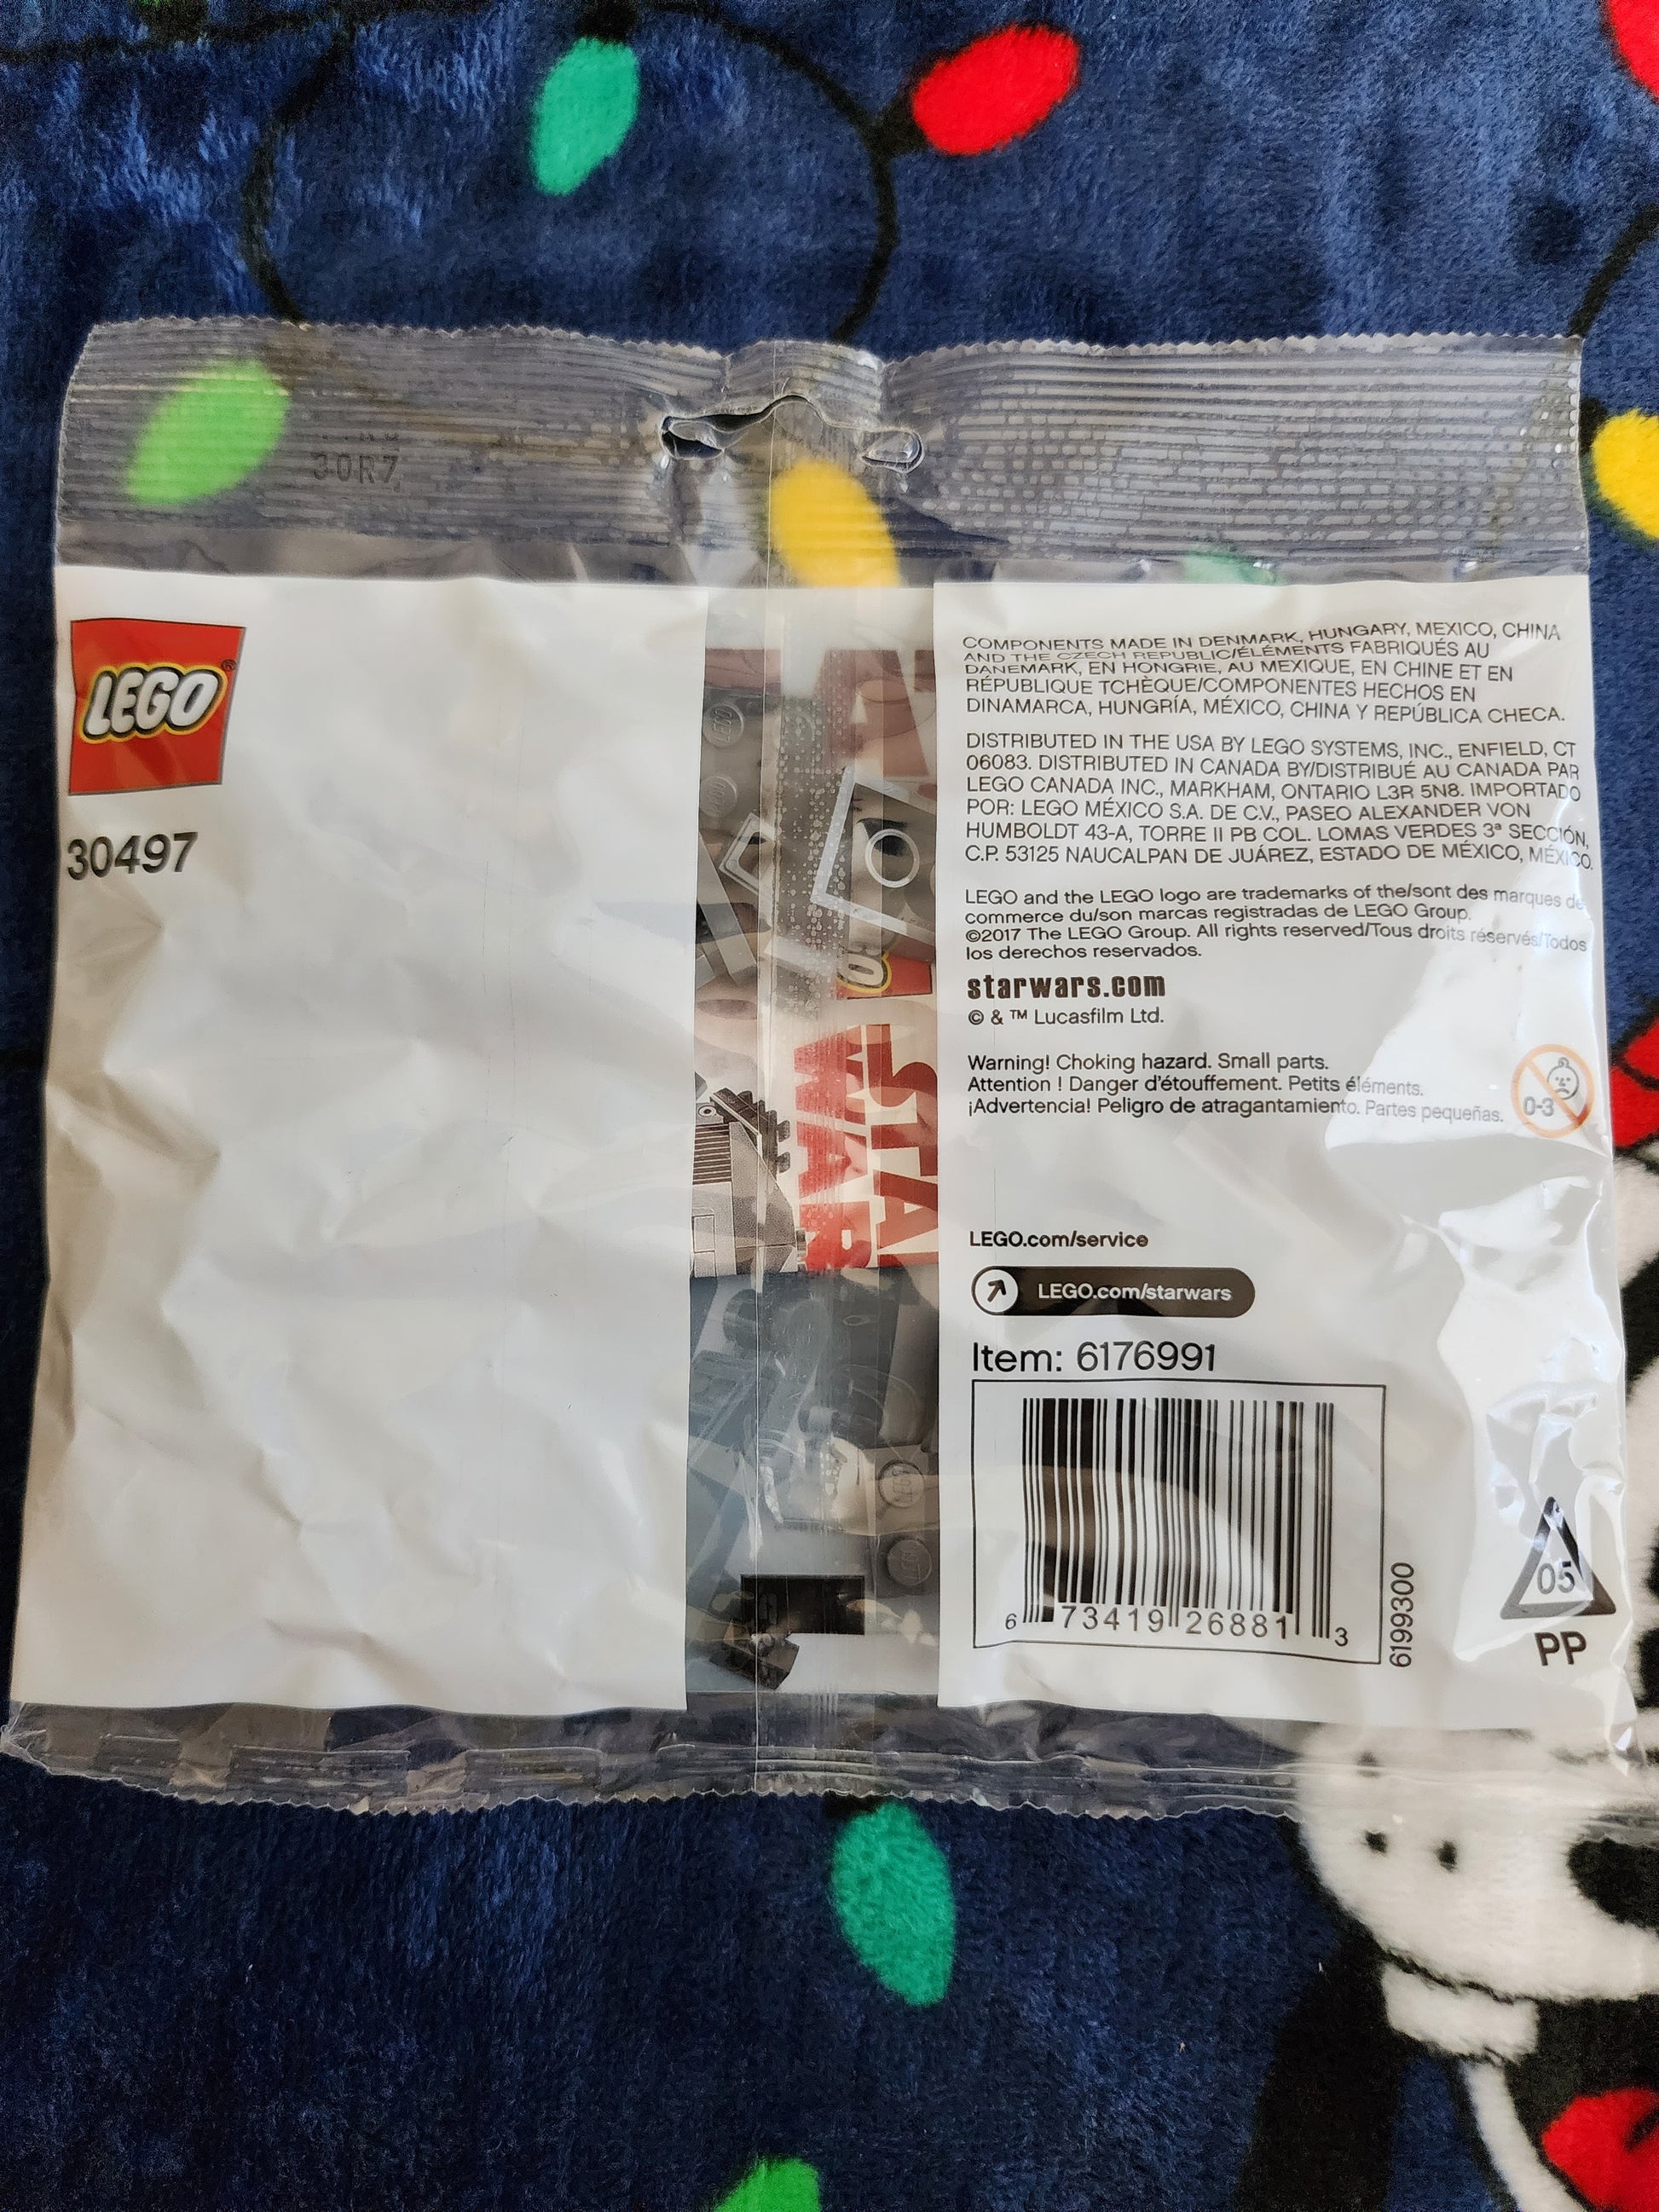 30R7
LEGO®
30497
COMPONENTS MADE IN DENMARK, HUNGARY, MEXICO, CHINA
AND THE CZECH REPUBLIC/ÉLÉMENTS FABRIQUÉS AU
DANEMARK, EN HONGRIE, AU MEXIQUE, EN CHINE ET EN
RÉPUBLIQUE TCHÈQUE/COMPONENTES HECHOS EN
DINAMARCA, HUNGRÍA, MÉXICO, CHINA Y REPÚBLICA CHECA.
DISTRIBUTED IN THE USA BY LEGO SYSTEMS, INC., ENFIELD, CT
06083. DISTRIBUTED IN CANADA BY/DISTRIBUÉ AU CANADA PAR
LEGO CANADA INC., MARKHAM, ONTARIO L3R 5N8. IMPORTADO
POR: LEGO MÉXICO S.A. DE C.V., PASEO ALEXANDER VON
HUMBOLDT 43-A, TORRE II PB COL. LOMAS VERDES 3ª SECCIÓN,
C.P. 53125 NAUCALPAN DE JUÁREZ, ESTADO DE MÉXICO, MÉXICO.
LEGO and the LEGO logo are trademarks of the/sont des marques de
commerce du/son marcas registradas de LEGO Group.
©2017 The LEGO Group. All rights reserved/Tous droits réservés/Todos
los derechos reservados.
starwars.com
© & ™ Lucasfilm Ltd.
Warning! Choking hazard. Small parts.
Attention ! Danger d'étouffement. Petits éléments.
¡Advertencia! Peligro de atragantamiento. Partes pequeñas.
0-3
STA
WAR
LEGO.com/service
LEGO.com/starwars
Item: 6176991
6 73419 26881 3
6199300
05
PP